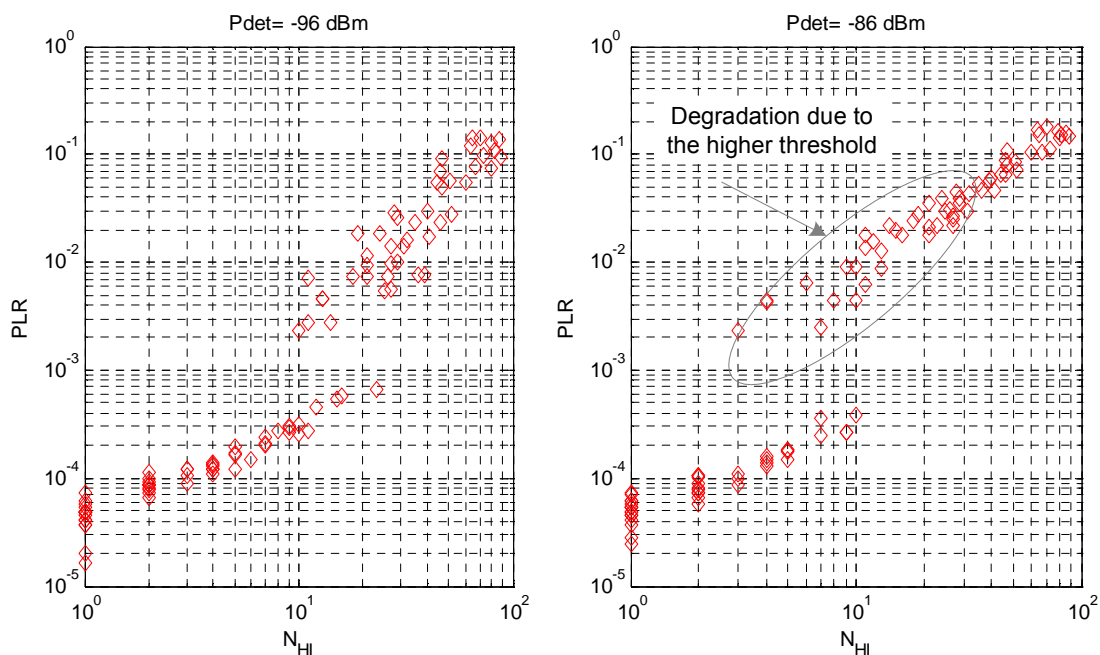 Pdet= -96 dBm
10^0
10^-1
10^-2
10^-3
10^-4
10^-5
PLR
10^0
10^1
10^2
N_HI
Pdet= -86 dBm
10^0
10^-1
10^-2
10^-3
10^-4
10^-5
PLR
Degradation due to
the higher threshold
10^0
10^1
10^2
N_HI